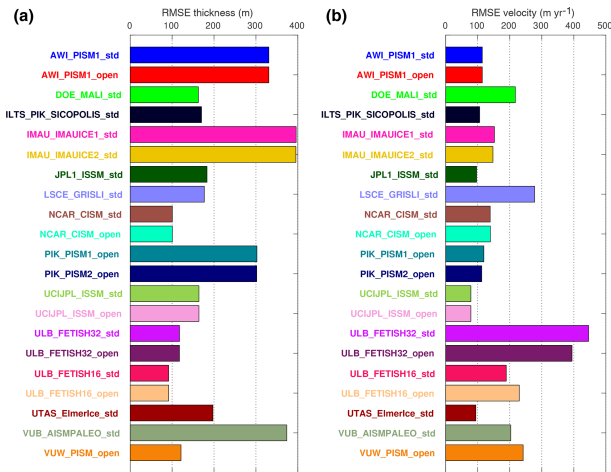 (a)
RMSE thickness (m)
0 100 200 300 400
AWI_PISM1_std
AWI_PISM1_open
DOE_MALI_std
ILTS_PIK_SICOPOLIS_std
IMAU_IMAUICE1_std
IMAU_IMAUICE2_std
JPL1_ISSM_std
LSCE_GRISLI_std
NCAR_CISM_std
NCAR_CISM_open
PIK_PISM1_open
PIK_PISM2_open
UCIJPL_ISSM_std
UCIJPL_ISSM_open
ULB_FETISH32_std
ULB_FETISH32_open
ULB_FETISH16_std
ULB_FETISH16_open
UTAS_ElmerIce_std
VUB_AISMPALEO_std
VUW_PISM_open
(b)
RMSE velocity (m yr⁻¹)
0 100 200 300 400 500
AWI_PISM1_std
AWI_PISM1_open
DOE_MALI_std
ILTS_PIK_SICOPOLIS_std
IMAU_IMAUICE1_std
IMAU_IMAUICE2_std
JPL1_ISSM_std
LSCE_GRISLI_std
NCAR_CISM_std
NCAR_CISM_open
PIK_PISM1_open
PIK_PISM2_open
UCIJPL_ISSM_std
UCIJPL_ISSM_open
ULB_FETISH32_std
ULB_FETISH32_open
ULB_FETISH16_std
ULB_FETISH16_open
UTAS_ElmerIce_std
VUB_AISMPALEO_std
VUW_PISM_open